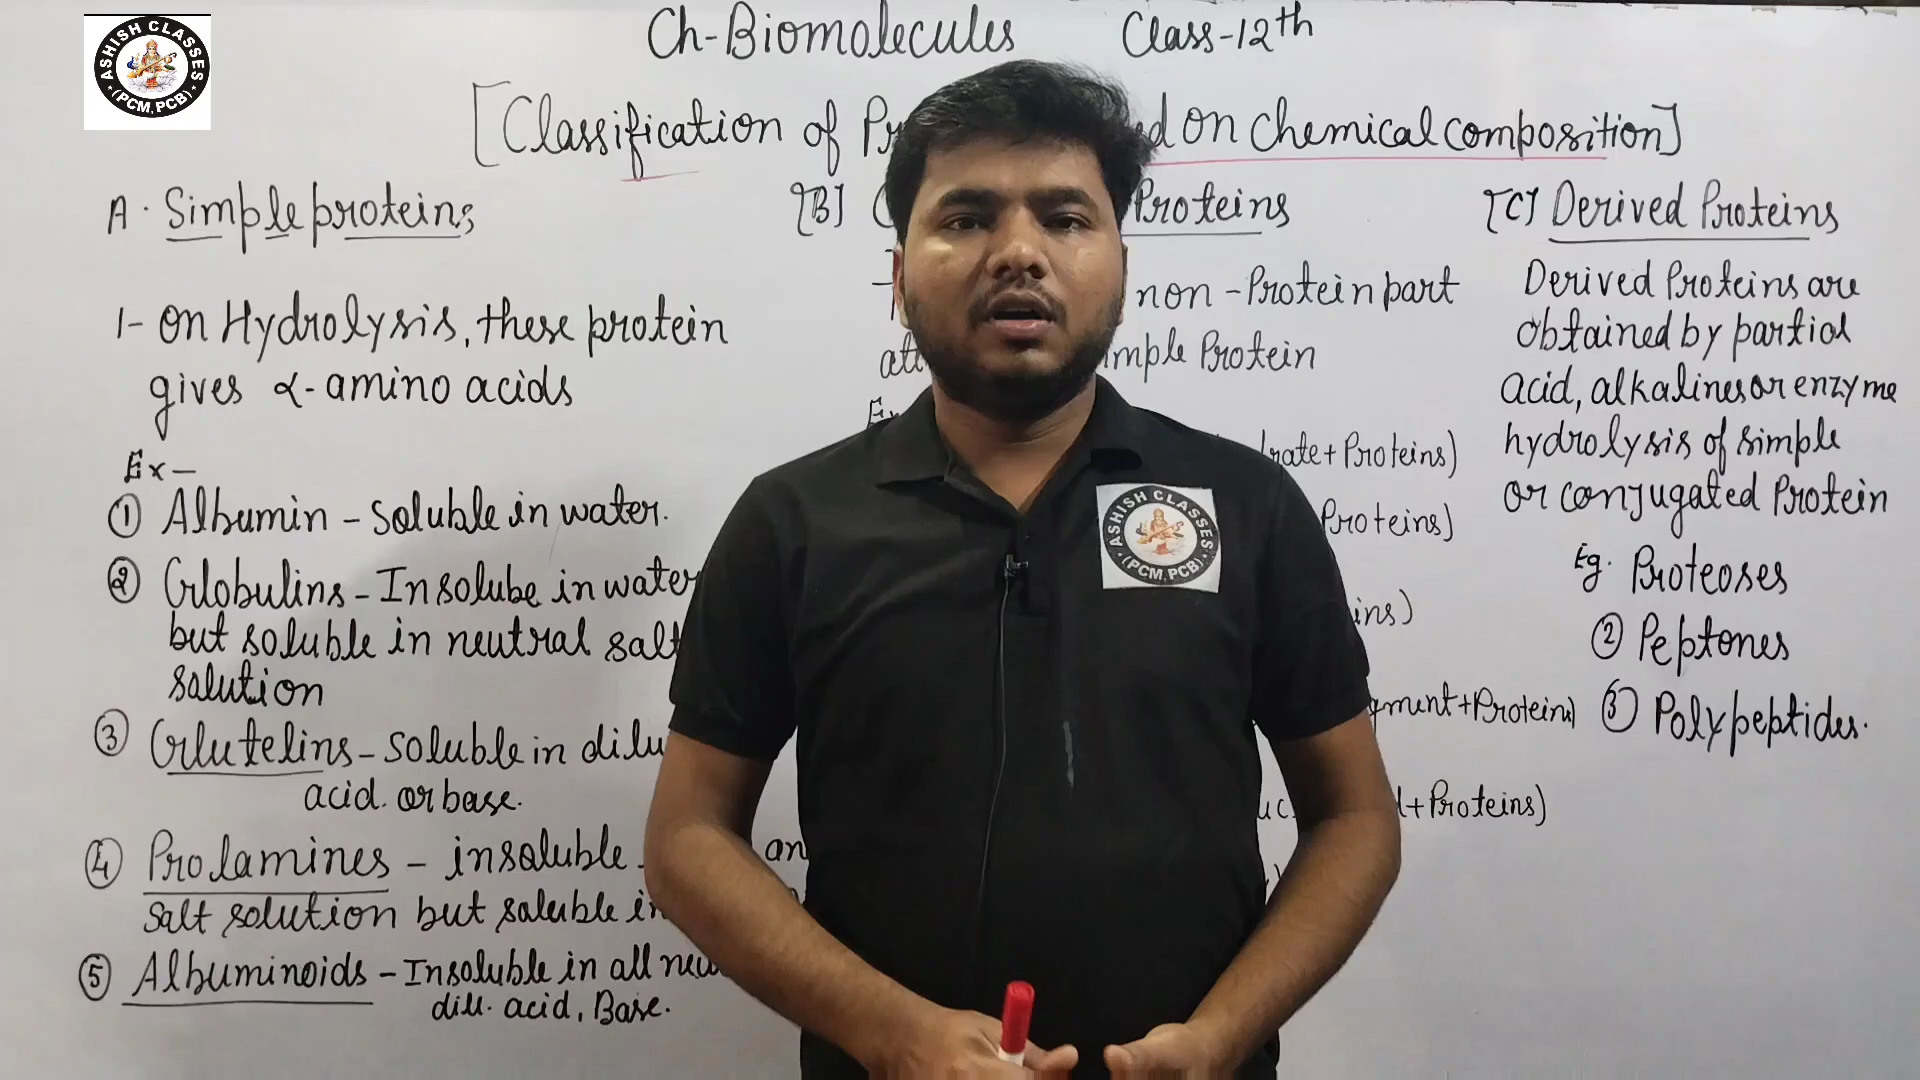 ASHISH CLASSES
(PCM, PCB)
Ch-Biomolecules Class-12th
[Classification of on chemical composition]
A. Simple proteins
1- On Hydrolysis, these protein
gives α-amino acids
Ex-
① Albumin - soluble in water.
② Globulins - Insolube in water
but soluble in neutral salt
solution
③ Glutelins - soluble in
acid. or base.
④ Prolamines - insoluble
salt solution but soluble in
⑤ Albuminoids - Insoluble in all
dill. acid, Base.
[B] Proteins
non-Protein part
Protein
+Proteins)
Proteins)
+Proteins)
+Proteins)
[C] Derived Proteins
Derived Proteins are
obtained by partial
acid, alkalines or enzyme
hydrolysis of simple
or conjugated Protein
Eg. Proteoses
② Peptones
③ Polypeptides.
ASHISH CLASSES
(PCM, PCB)